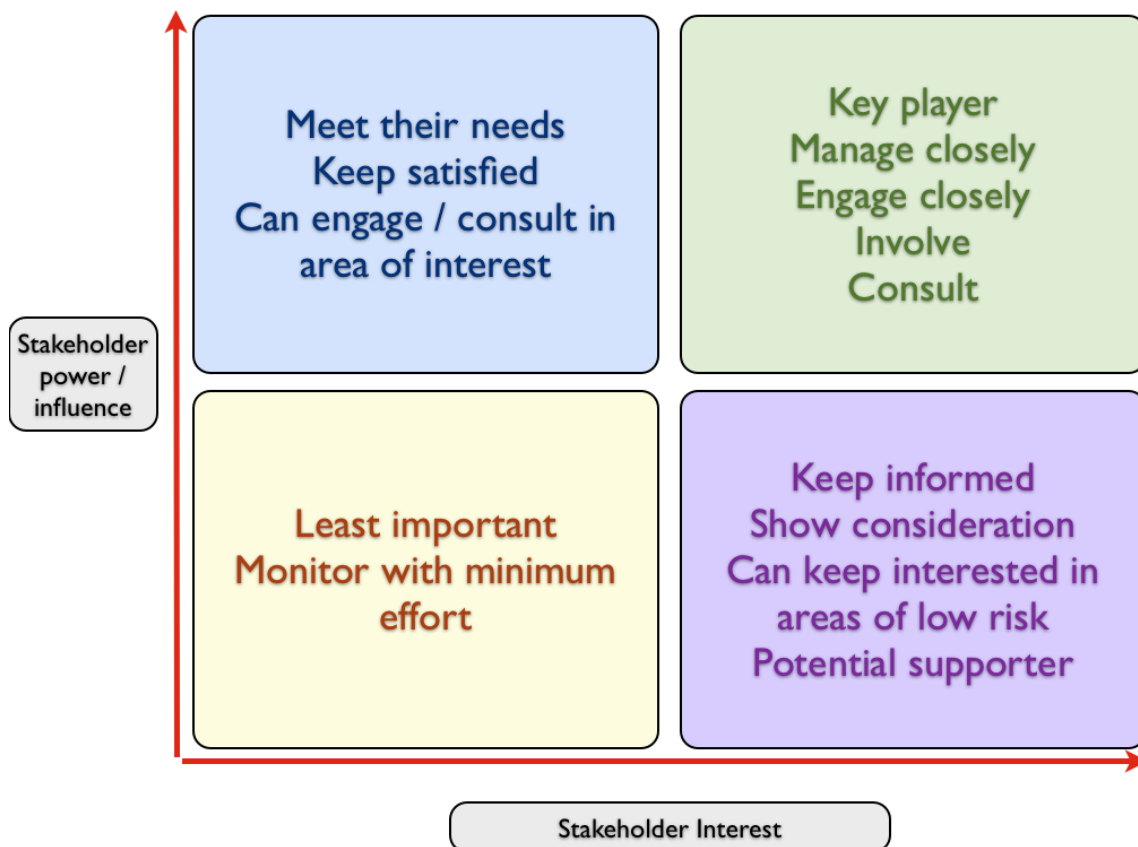 Meet their needs
Keep satisfied
Can engage / consult in
area of interest
Key player
Manage closely
Engage closely
Involve
Consult
Stakeholder
power /
influence
Least important
Monitor with minimum
effort
Keep informed
Show consideration
Can keep interested in
areas of low risk
Potential supporter
Stakeholder Interest